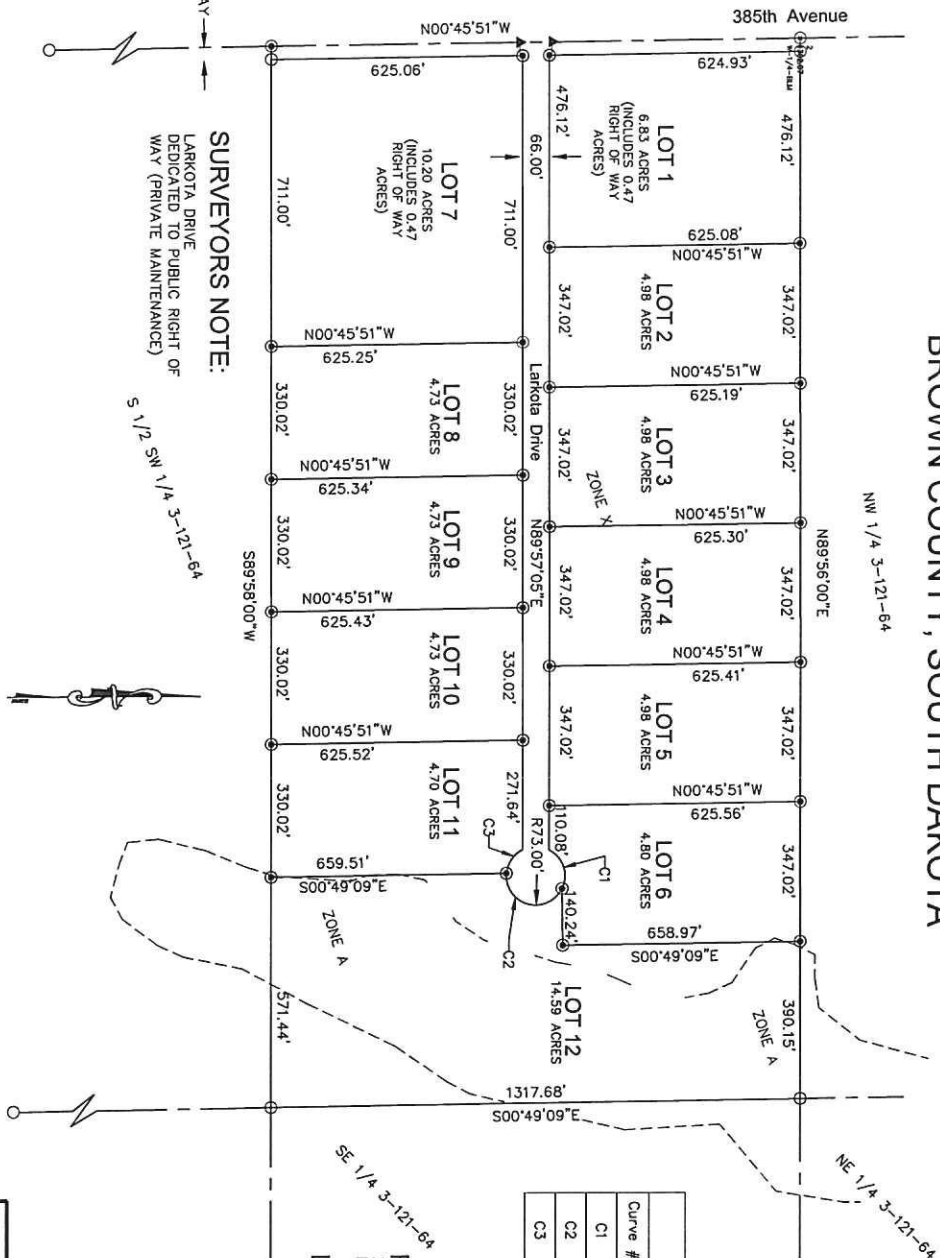 BROWN COUNTY, SOUTH DAKOTA
NW 1/4 3-121-64
NE 1/4 3-121-64
N89°56'00"E
476.12'
347.02'
347.02'
347.02'
347.02'
347.02'
390.15'
ZONE A
385th Avenue
624.93'
LOT 1
6.83 ACRES
(INCLUDES 0.47
RIGHT OF WAY
ACRES)
625.08'
N00°45'51"W
LOT 2
4.98 ACRES
N00°45'51"W
625.19'
LOT 3
4.98 ACRES
ZONE X
N00°45'51"W
625.30'
LOT 4
4.98 ACRES
N00°45'51"W
625.41'
LOT 5
4.98 ACRES
N00°45'51"W
625.56'
LOT 6
4.80 ACRES
658.97'
S00°49'09"E
476.12'
347.02'
347.02'
347.02'
347.02'
110.08'
C1
140.24'
66.00'
Larkota Drive
N89°57'05"E
R73.00'
LOT 12
14.59 ACRES
1317.68'
S00°49'09"E
711.00'
330.02'
330.02'
330.02'
271.64'
C3
C2
N00°45'51"W
625.06'
LOT 7
10.20 ACRES
(INCLUDES 0.47
RIGHT OF WAY
ACRES)
N00°45'51"W
625.25'
LOT 8
4.73 ACRES
N00°45'51"W
625.34'
LOT 9
4.73 ACRES
N00°45'51"W
625.43'
LOT 10
4.73 ACRES
N00°45'51"W
625.52'
LOT 11
4.70 ACRES
659.51'
S00°49'09"E
ZONE A
711.00'
330.02'
330.02'
330.02'
330.02'
571.44'
S89°58'00"W
SURVEYORS NOTE:
LARKOTA DRIVE
DEDICATED TO PUBLIC RIGHT OF
WAY (PRIVATE MAINTENANCE)
S 1/2 SW 1/4 3-121-64
SE 1/4 3-121-64
Curve #
C1
C2
C3